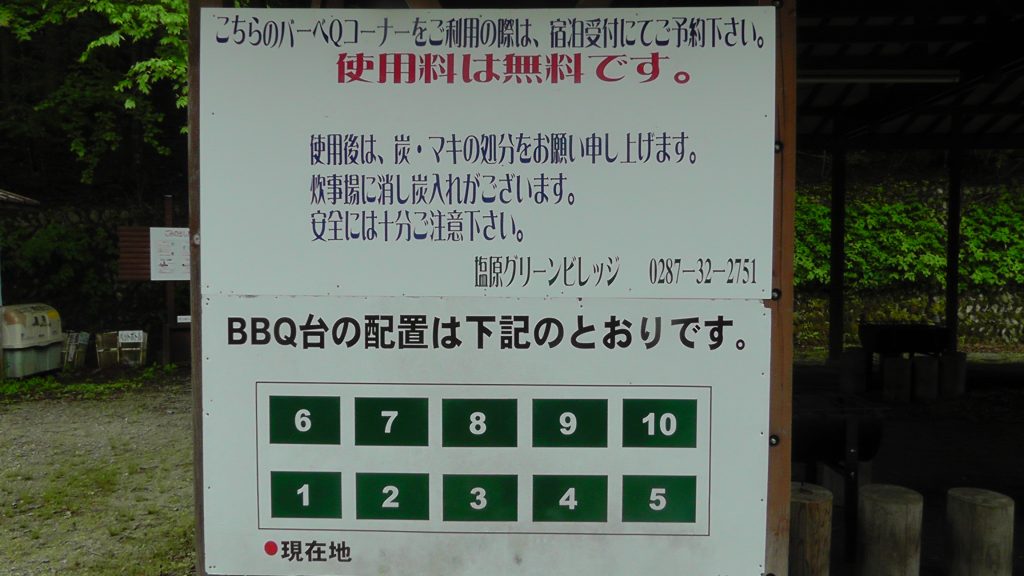 こちらのバーベQコーナーをご利用の際は、宿泊受付にてご予約下さい。
使用料は無料です。
使用後は、炭・マキの処分をお願い申し上げます。
炊事場に消し炭入れがございます。
安全には十分ご注意下さい。
塩原グリーンビレッジ 0287-32-2751
BBQ台の配置は下記のとおりです。
6 7 8 9 10
1 2 3 4 5
●現在地